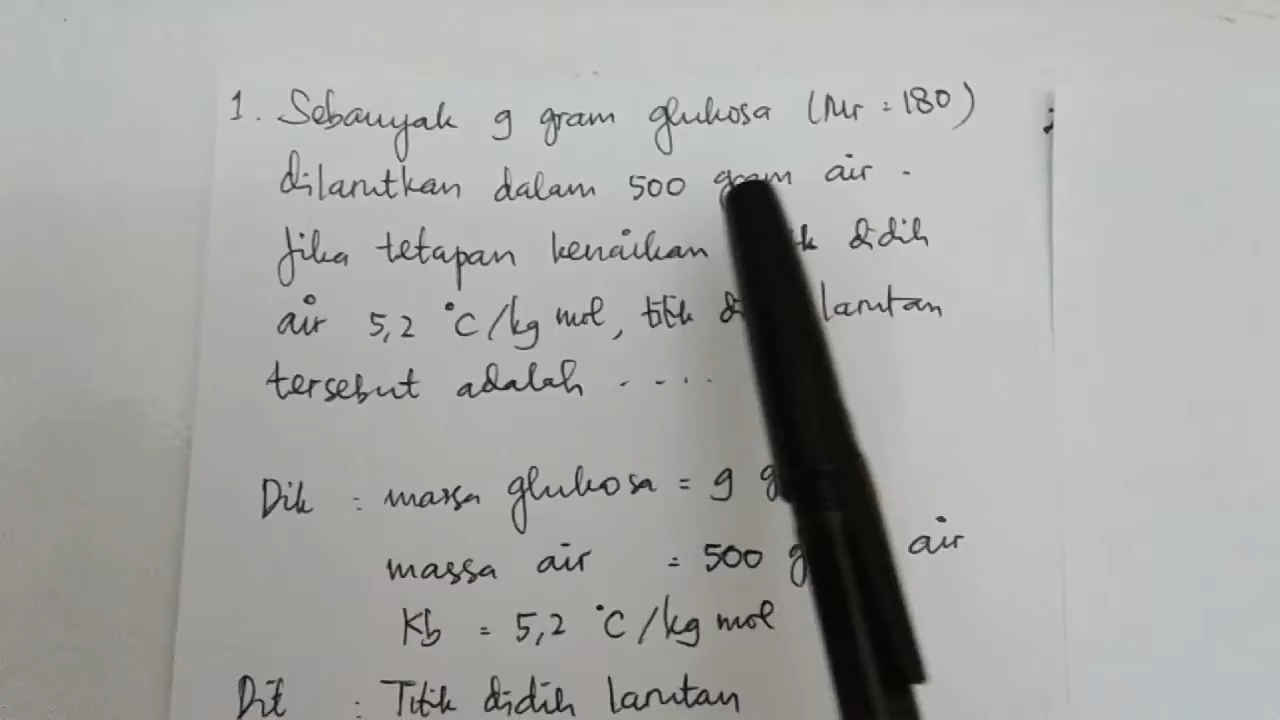 1. Sebanyak 9 gram glukosa (Mr = 180)
dilarutkan dalam 500 gram air.
Jika tetapan kenaikan didih
air 5,2 °C/kg mol, titik larutan
tersebut adalah ....
Dik : massa glukosa = 9
massa air = 500 air
Kb = 5,2 °C/kg mol
Dit : Titik didih larutan